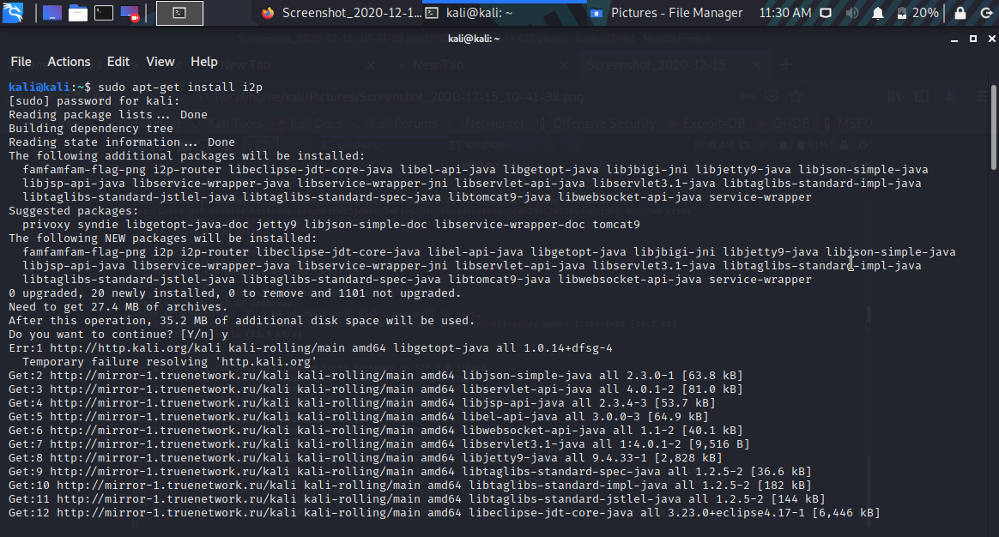 Screenshot_2020-12-1... kali@kali: ~ Pictures - File Manager 11:30 AM 20%
kali@kali: ~
File Actions Edit View Help
kali@kali:~$ sudo apt-get install i2p
[sudo] password for kali:
Reading package lists... Done
Building dependency tree
Reading state information... Done
The following additional packages will be installed:
famfamfam-flag-png i2p-router libeclipse-jdt-core-java libel-api-java libgetopt-java libjbigi-jni libjetty9-java libjson-simple-java
libjsp-api-java libservice-wrapper-java libservice-wrapper-jni libservlet-api-java libservlet3.1-java libtaglibs-standard-impl-java
libtaglibs-standard-jstlel-java libtaglibs-standard-spec-java libtomcat9-java libwebsocket-api-java service-wrapper
Suggested packages:
privoxy syndie libgetopt-java-doc jetty9 libjson-simple-doc libservice-wrapper-doc tomcat9
The following NEW packages will be installed:
famfamfam-flag-png i2p i2p-router libeclipse-jdt-core-java libel-api-java libgetopt-java libjbigi-jni libjetty9-java libjson-simple-java
libjsp-api-java libservice-wrapper-java libservice-wrapper-jni libservlet-api-java libservlet3.1-java libtaglibs-standard-impl-java
libtaglibs-standard-jstlel-java libtaglibs-standard-spec-java libtomcat9-java libwebsocket-api-java service-wrapper
0 upgraded, 20 newly installed, 0 to remove and 1101 not upgraded.
Need to get 27.4 MB of archives.
After this operation, 35.2 MB of additional disk space will be used.
Do you want to continue? [Y/n] y
Err:1 http://http.kali.org/kali kali-rolling/main amd64 libgetopt-java all 1.0.14+dfsg-4
Temporary failure resolving 'http.kali.org'
Get:2 http://mirror-1.truenetwork.ru/kali kali-rolling/main amd64 libjson-simple-java all 2.3.0-1 [63.8 kB]
Get:3 http://mirror-1.truenetwork.ru/kali kali-rolling/main amd64 libservlet-api-java all 4.0.1-2 [81.0 kB]
Get:4 http://mirror-1.truenetwork.ru/kali kali-rolling/main amd64 libjsp-api-java all 2.3.4-3 [53.7 kB]
Get:5 http://mirror-1.truenetwork.ru/kali kali-rolling/main amd64 libel-api-java all 3.0.0-3 [64.9 kB]
Get:6 http://mirror-1.truenetwork.ru/kali kali-rolling/main amd64 libwebsocket-api-java all 1.1-2 [40.1 kB]
Get:7 http://mirror-1.truenetwork.ru/kali kali-rolling/main amd64 libservlet3.1-java all 1:4.0.1-2 [9,516 B]
Get:8 http://mirror-1.truenetwork.ru/kali kali-rolling/main amd64 libjetty9-java all 9.4.33-1 [2,828 kB]
Get:9 http://mirror-1.truenetwork.ru/kali kali-rolling/main amd64 libtaglibs-standard-spec-java all 1.2.5-2 [36.6 kB]
Get:10 http://mirror-1.truenetwork.ru/kali kali-rolling/main amd64 libtaglibs-standard-impl-java all 1.2.5-2 [182 kB]
Get:11 http://mirror-1.truenetwork.ru/kali kali-rolling/main amd64 libtaglibs-standard-jstlel-java all 1.2.5-2 [144 kB]
Get:12 http://mirror-1.truenetwork.ru/kali kali-rolling/main amd64 libeclipse-jdt-core-java all 3.23.0+eclipse4.17-1 [6,446 kB]